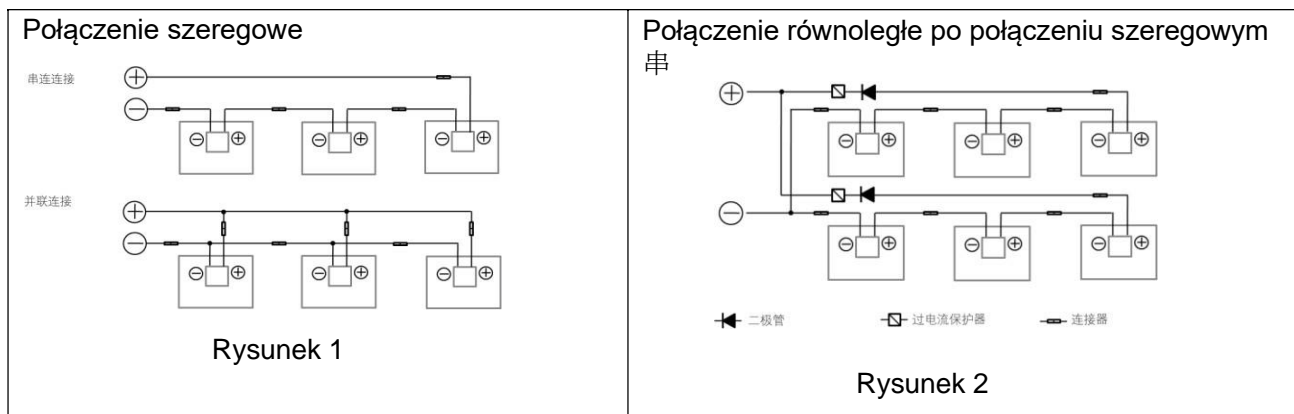 Połączenie szeregowe
串连连接
并联连接
Rysunek 1
Połączenie równoległe po połączeniu szeregowym
串
二极管
过电流保护器
连接器
Rysunek 2